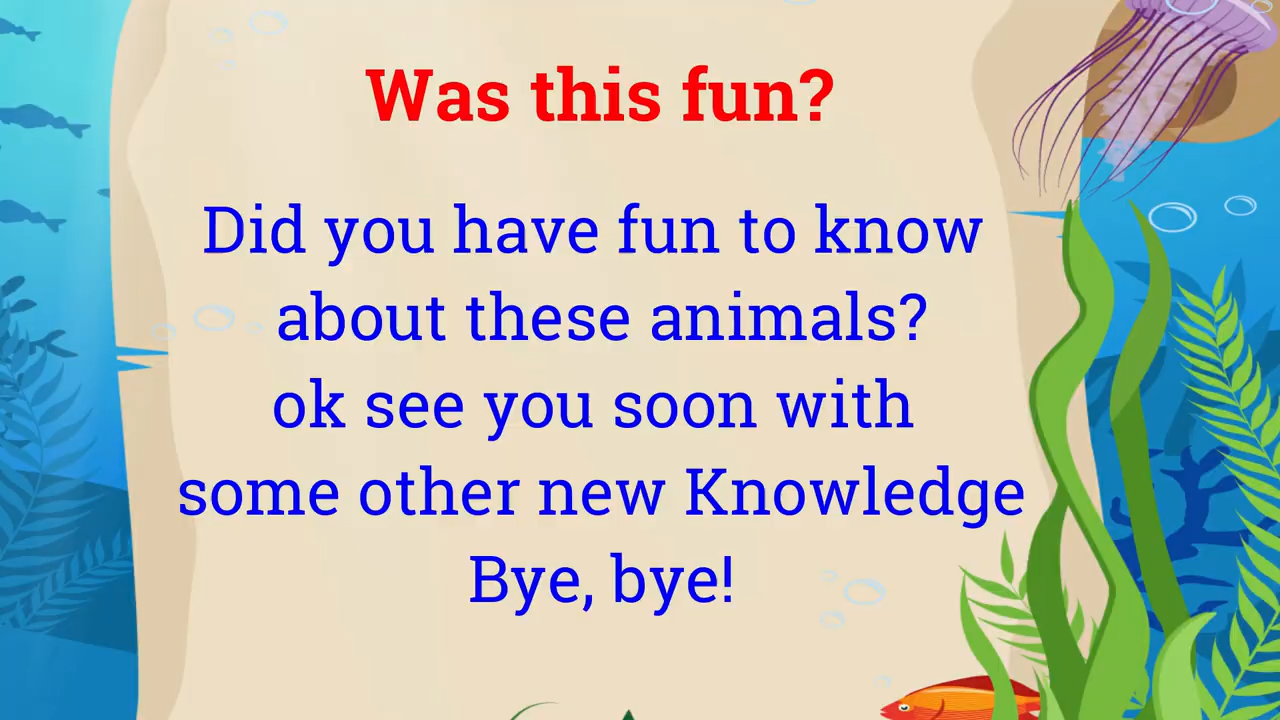 Was this fun?
Did you have fun to know
about these animals?
ok see you soon with
some other new Knowledge
Bye, bye!